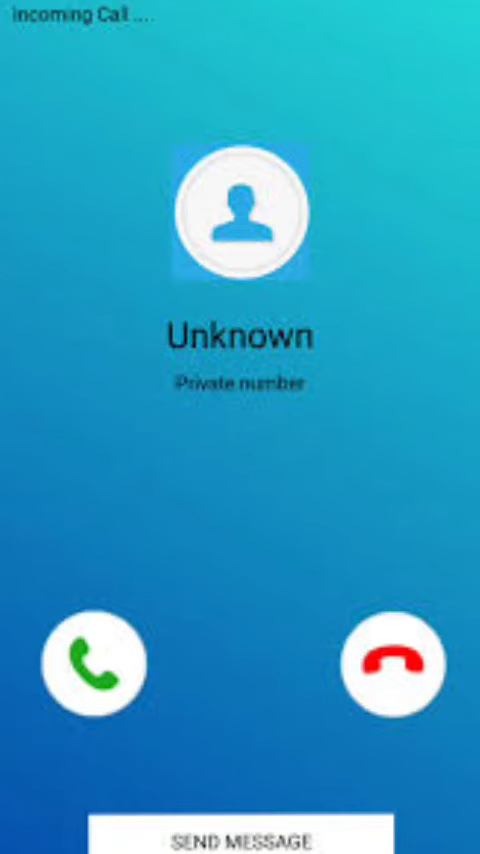 Incoming Call ....
Unknown
Private number
SEND MESSAGE